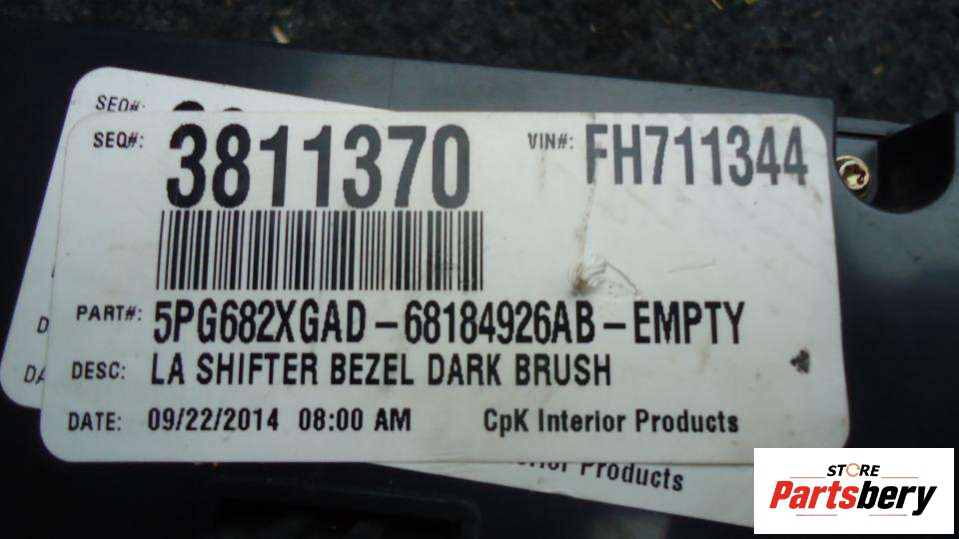 SEQ#:
SEQ#: 3811370 VIN#: FH711344
PART#: 5PG682XGAD-68184926AB-EMPTY
DESC: LA SHIFTER BEZEL DARK BRUSH
DATE: 09/22/2014 08:00 AM CpK Interior Products
Products
STORE
Partsbery